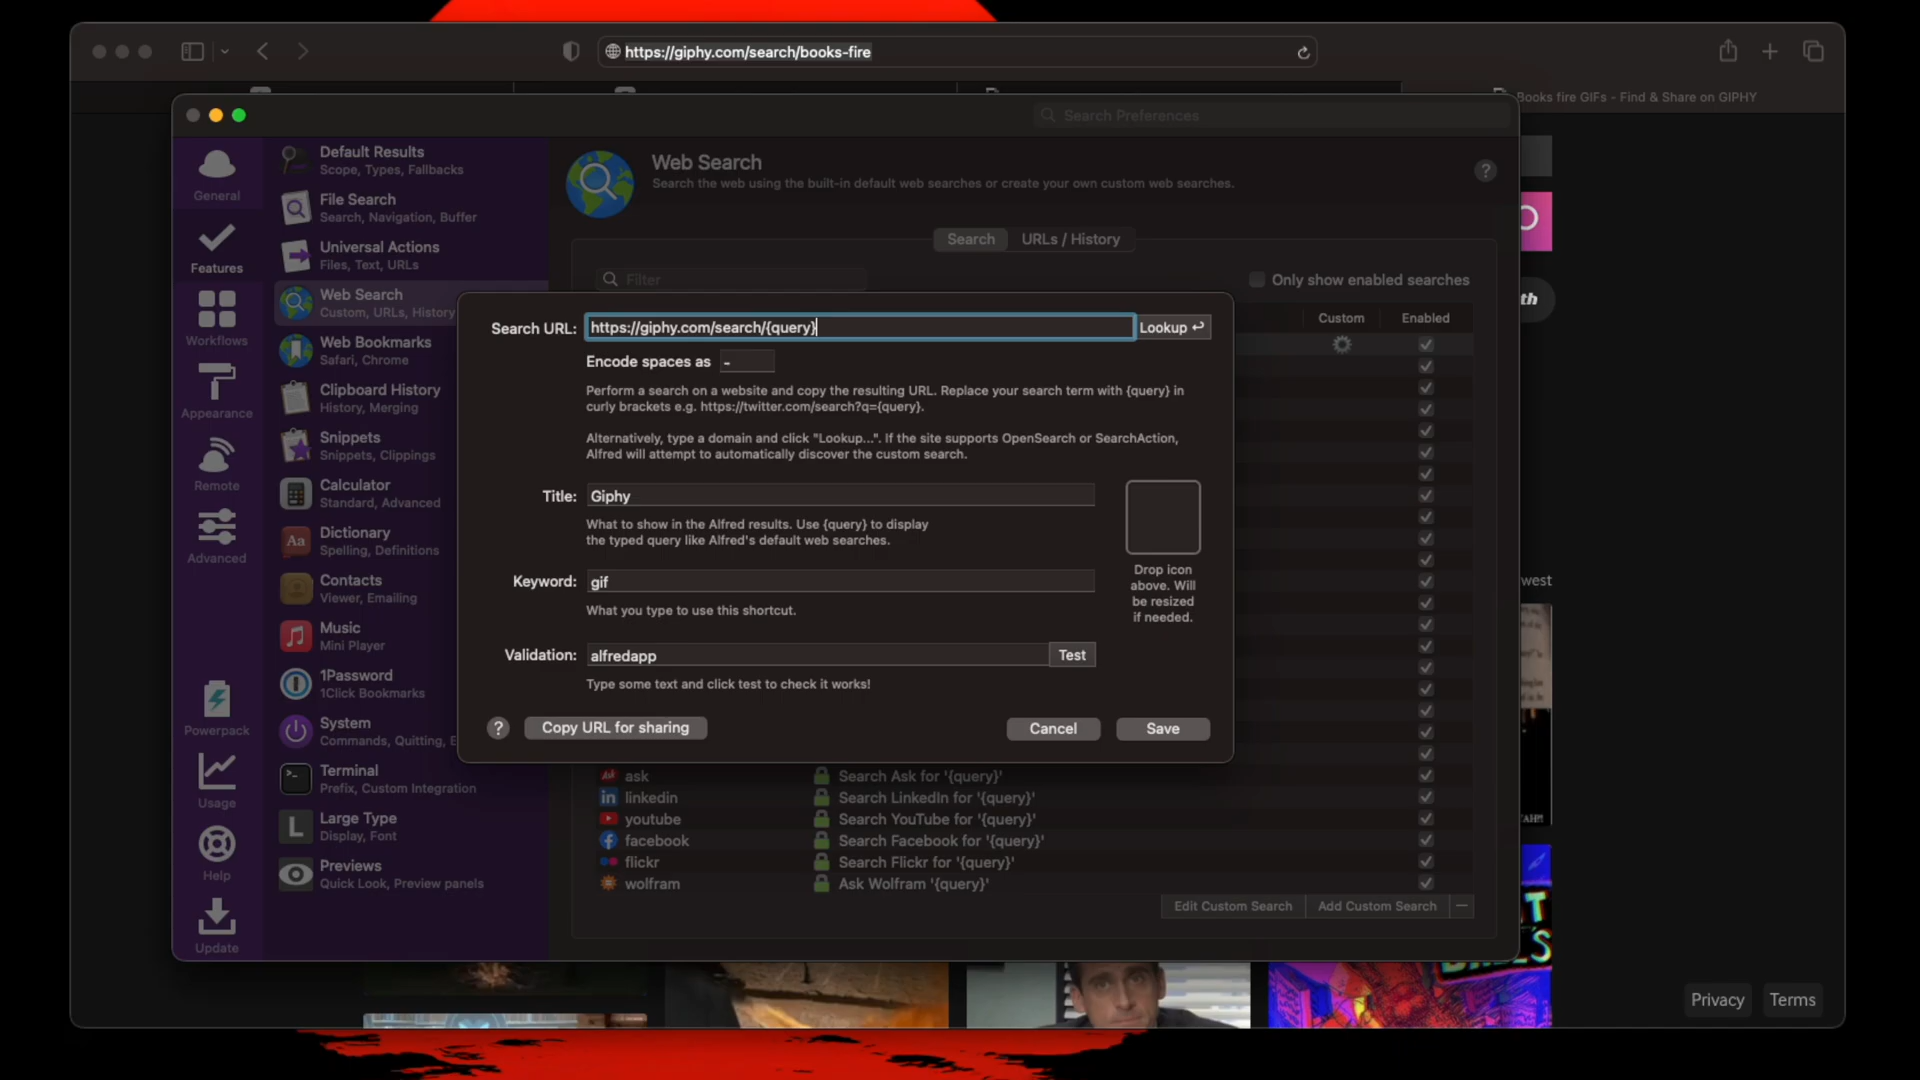 https://giphy.com/search/books-fire
Books fire GIFs - Find & Share on GIPHY
Search Preferences
General
Features
Workflows
Appearance
Remote
Advanced
Powerpack
Usage
Help
Update
Default Results
Scope, Types, Fallbacks
File Search
Search, Navigation, Buffer
Universal Actions
Files, Text, URLs
Web Search
Custom, URLs, History
Web Bookmarks
Safari, Chrome
Clipboard History
History, Merging
Snippets
Snippets, Clippings
Calculator
Standard, Advanced
Dictionary
Spelling, Definitions
Contacts
Viewer, Emailing
Music
Mini Player
1Password
1Click Bookmarks
System
Commands, Quitting, E
Terminal
Prefix, Custom Integration
Large Type
Display, Font
Previews
Quick Look, Preview panels
Web Search
Search the web using the built-in default web searches or create your own custom web searches.
?
Search URLs / History
Filter
Only show enabled searches
Custom Enabled
Search URL: https://giphy.com/search/{query} Lookup ↩
Encode spaces as -
Perform a search on a website and copy the resulting URL. Replace your search term with {query} in
curly brackets e.g. https://twitter.com/search?q={query}.
Alternatively, type a domain and click "Lookup...". If the site supports OpenSearch or SearchAction,
Alfred will attempt to automatically discover the custom search.
Title: Giphy
What to show in the Alfred results. Use {query} to display
the typed query like Alfred's default web searches.
Drop icon
above. Will
be resized
if needed.
Keyword: gif
What you type to use this shortcut.
Validation: alfredapp Test
Type some text and click test to check it works!
? Copy URL for sharing Cancel Save
ask Search Ask for '{query}'
linkedin Search LinkedIn for '{query}'
youtube Search YouTube for '{query}'
facebook Search Facebook for '{query}'
flickr Search Flickr for '{query}'
wolfram Ask Wolfram '{query}'
Edit Custom Search Add Custom Search
th
west
Privacy Terms